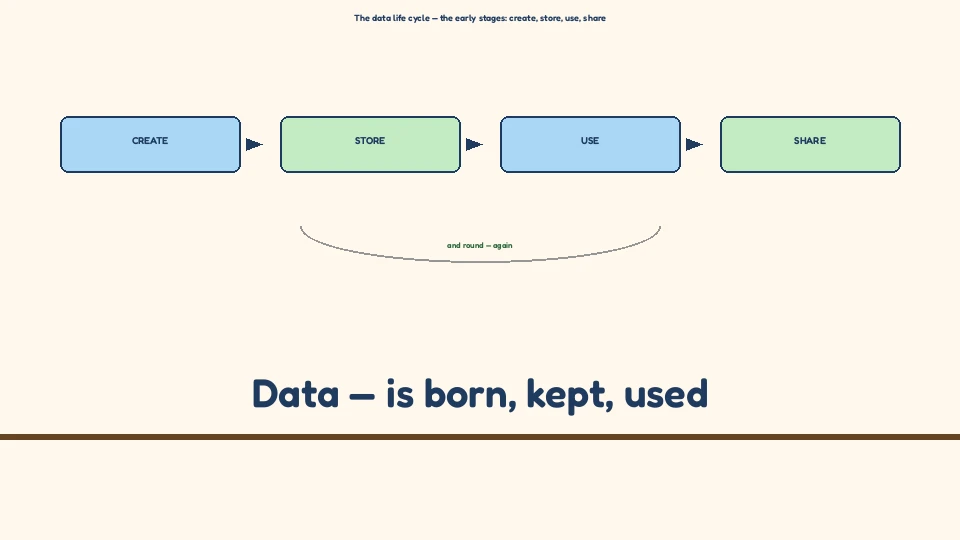 The data life cycle — the early stages: create, store, use, share
CREATE
STORE
USE
SHARE
and round — again
Data — is born, kept, used